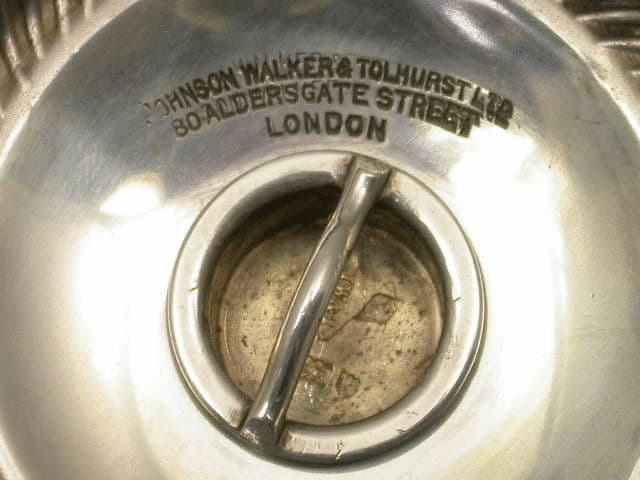 JOHNSON WALKER & TOLHURST LTD
80 ALDERSGATE STREET
LONDON